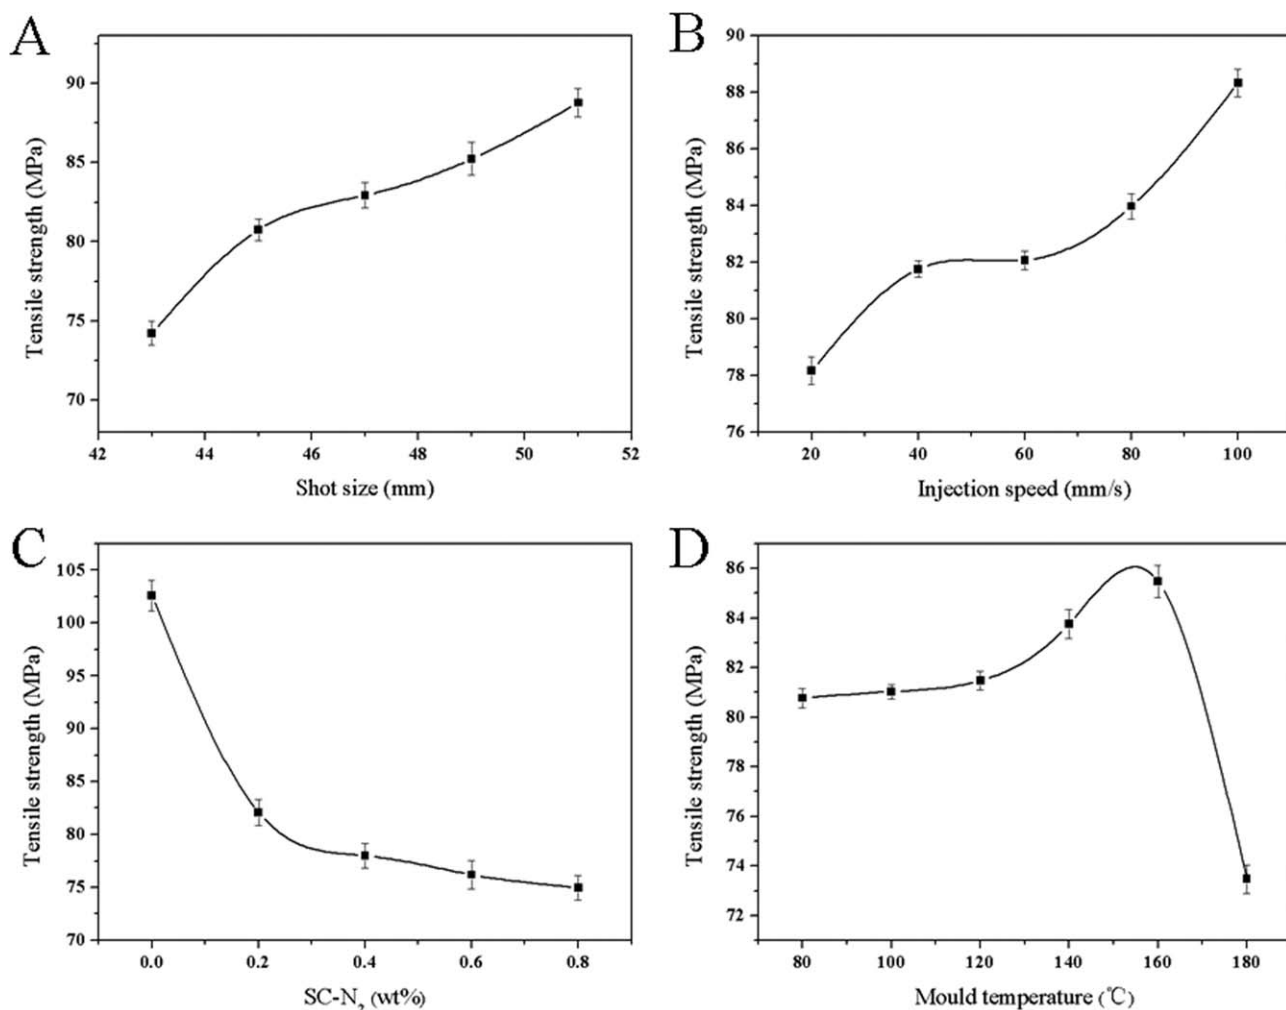 A
Tensile strength (MPa)
90
85
80
75
70
42 44 46 48 50 52
Shot size (mm)
B
Tensile strength (MPa)
90
88
86
84
82
80
78
76
20 40 60 80 100
Injection speed (mm/s)
C
Tensile strength (MPa)
105
100
95
90
85
80
75
70
0.0 0.2 0.4 0.6 0.8
SC-N₂ (wt%)
D
Tensile strength (MPa)
86
84
82
80
78
76
74
72
80 100 120 140 160 180
Mould temperature (℃)